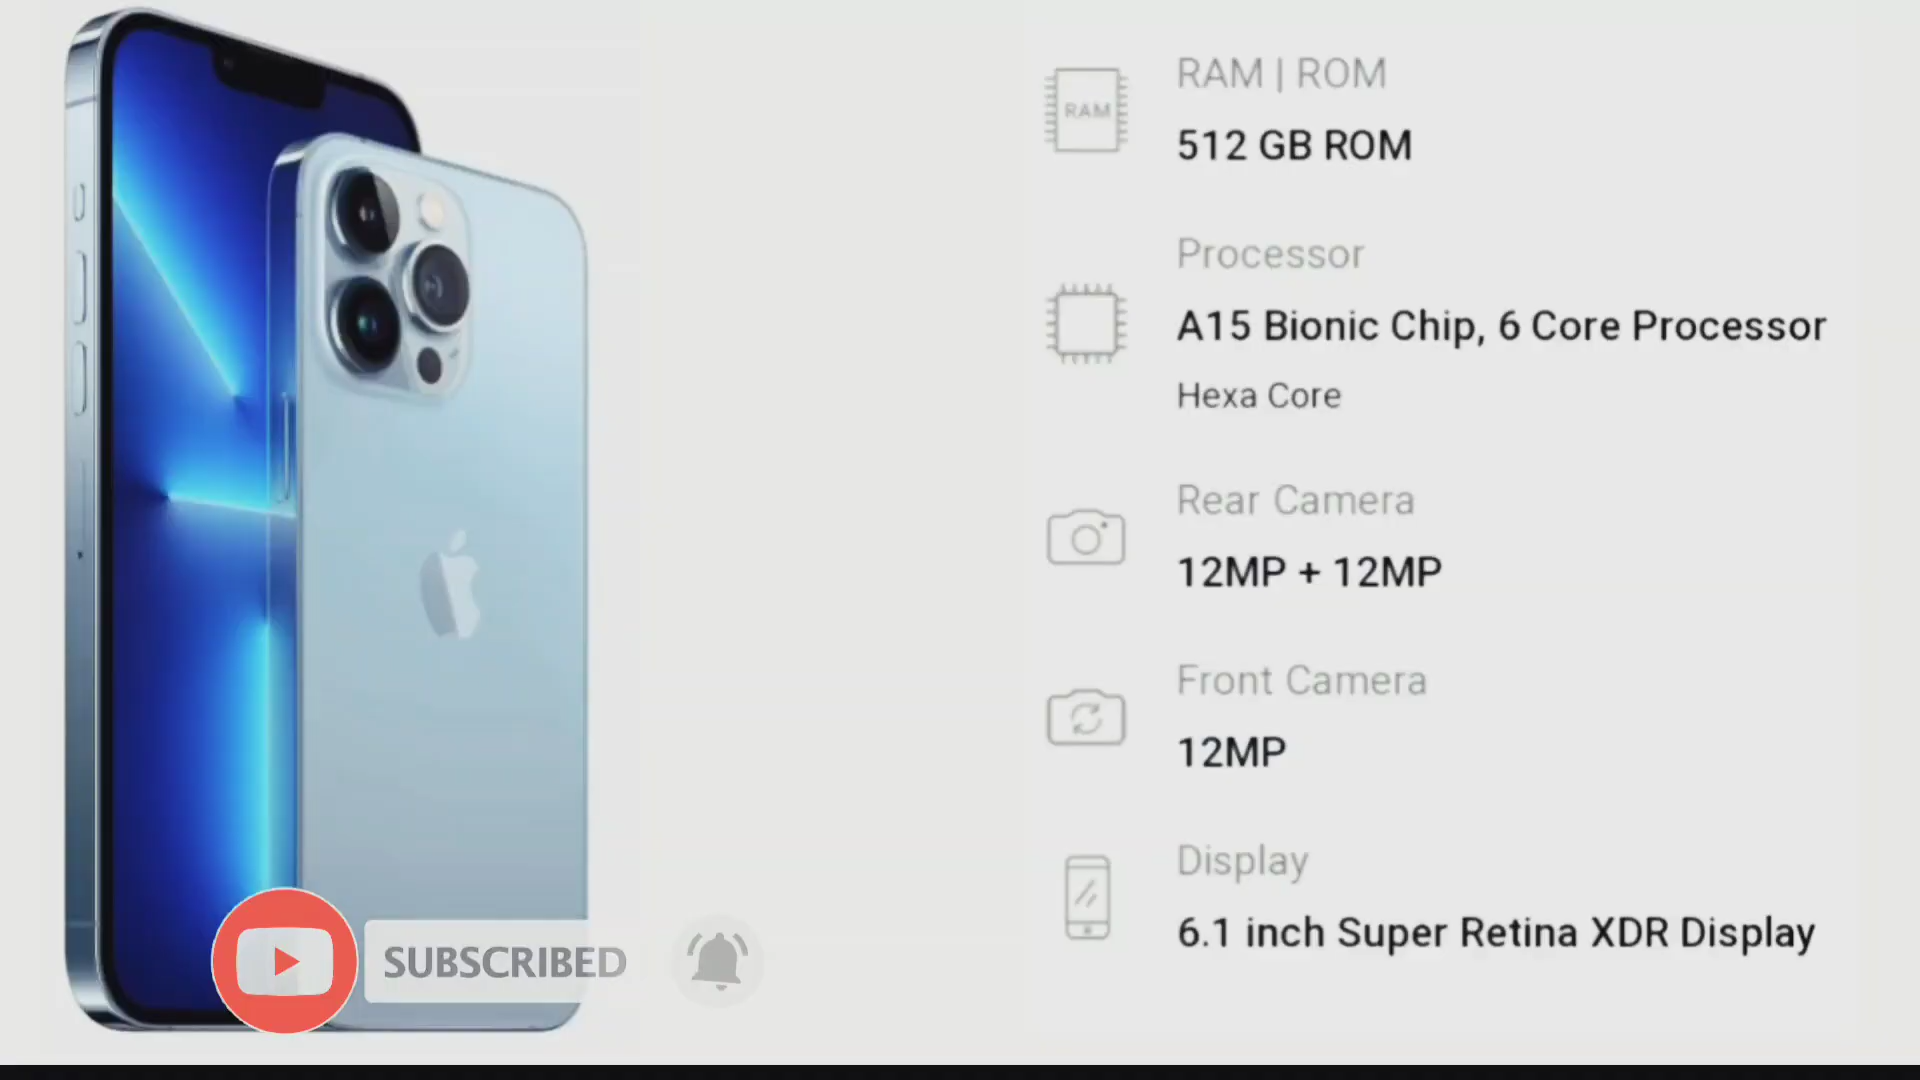 RAM | ROM
RAM
512 GB ROM
Processor
A15 Bionic Chip, 6 Core Processor
Hexa Core
Rear Camera
12MP + 12MP
Front Camera
12MP
Display
6.1 inch Super Retina XDR Display
SUBSCRIBED